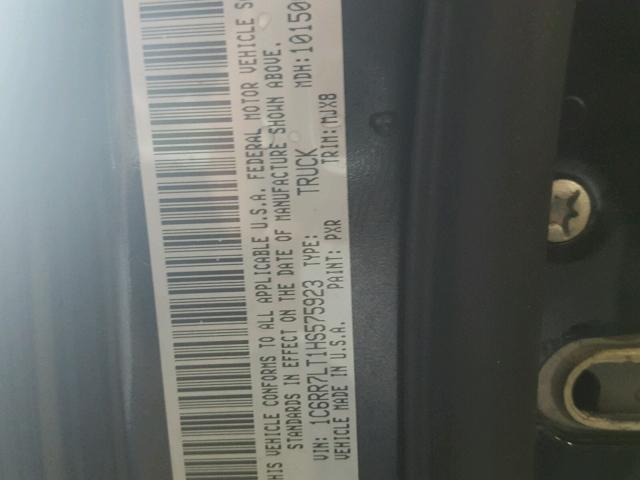 HIS VEHICLE CONFORMS TO ALL APPLICABLE U.S.A. FEDERAL MOTOR VEHICLE S
STANDARDS IN EFFECT ON THE DATE OF MANUFACTURE SHOWN ABOVE. MDH: 10150
VIN: 1C6RR7LT1HS575923 TYPE: TRUCK
VEHICLE MADE IN U.S.A. PAINT: PXR TRIM: MJX8